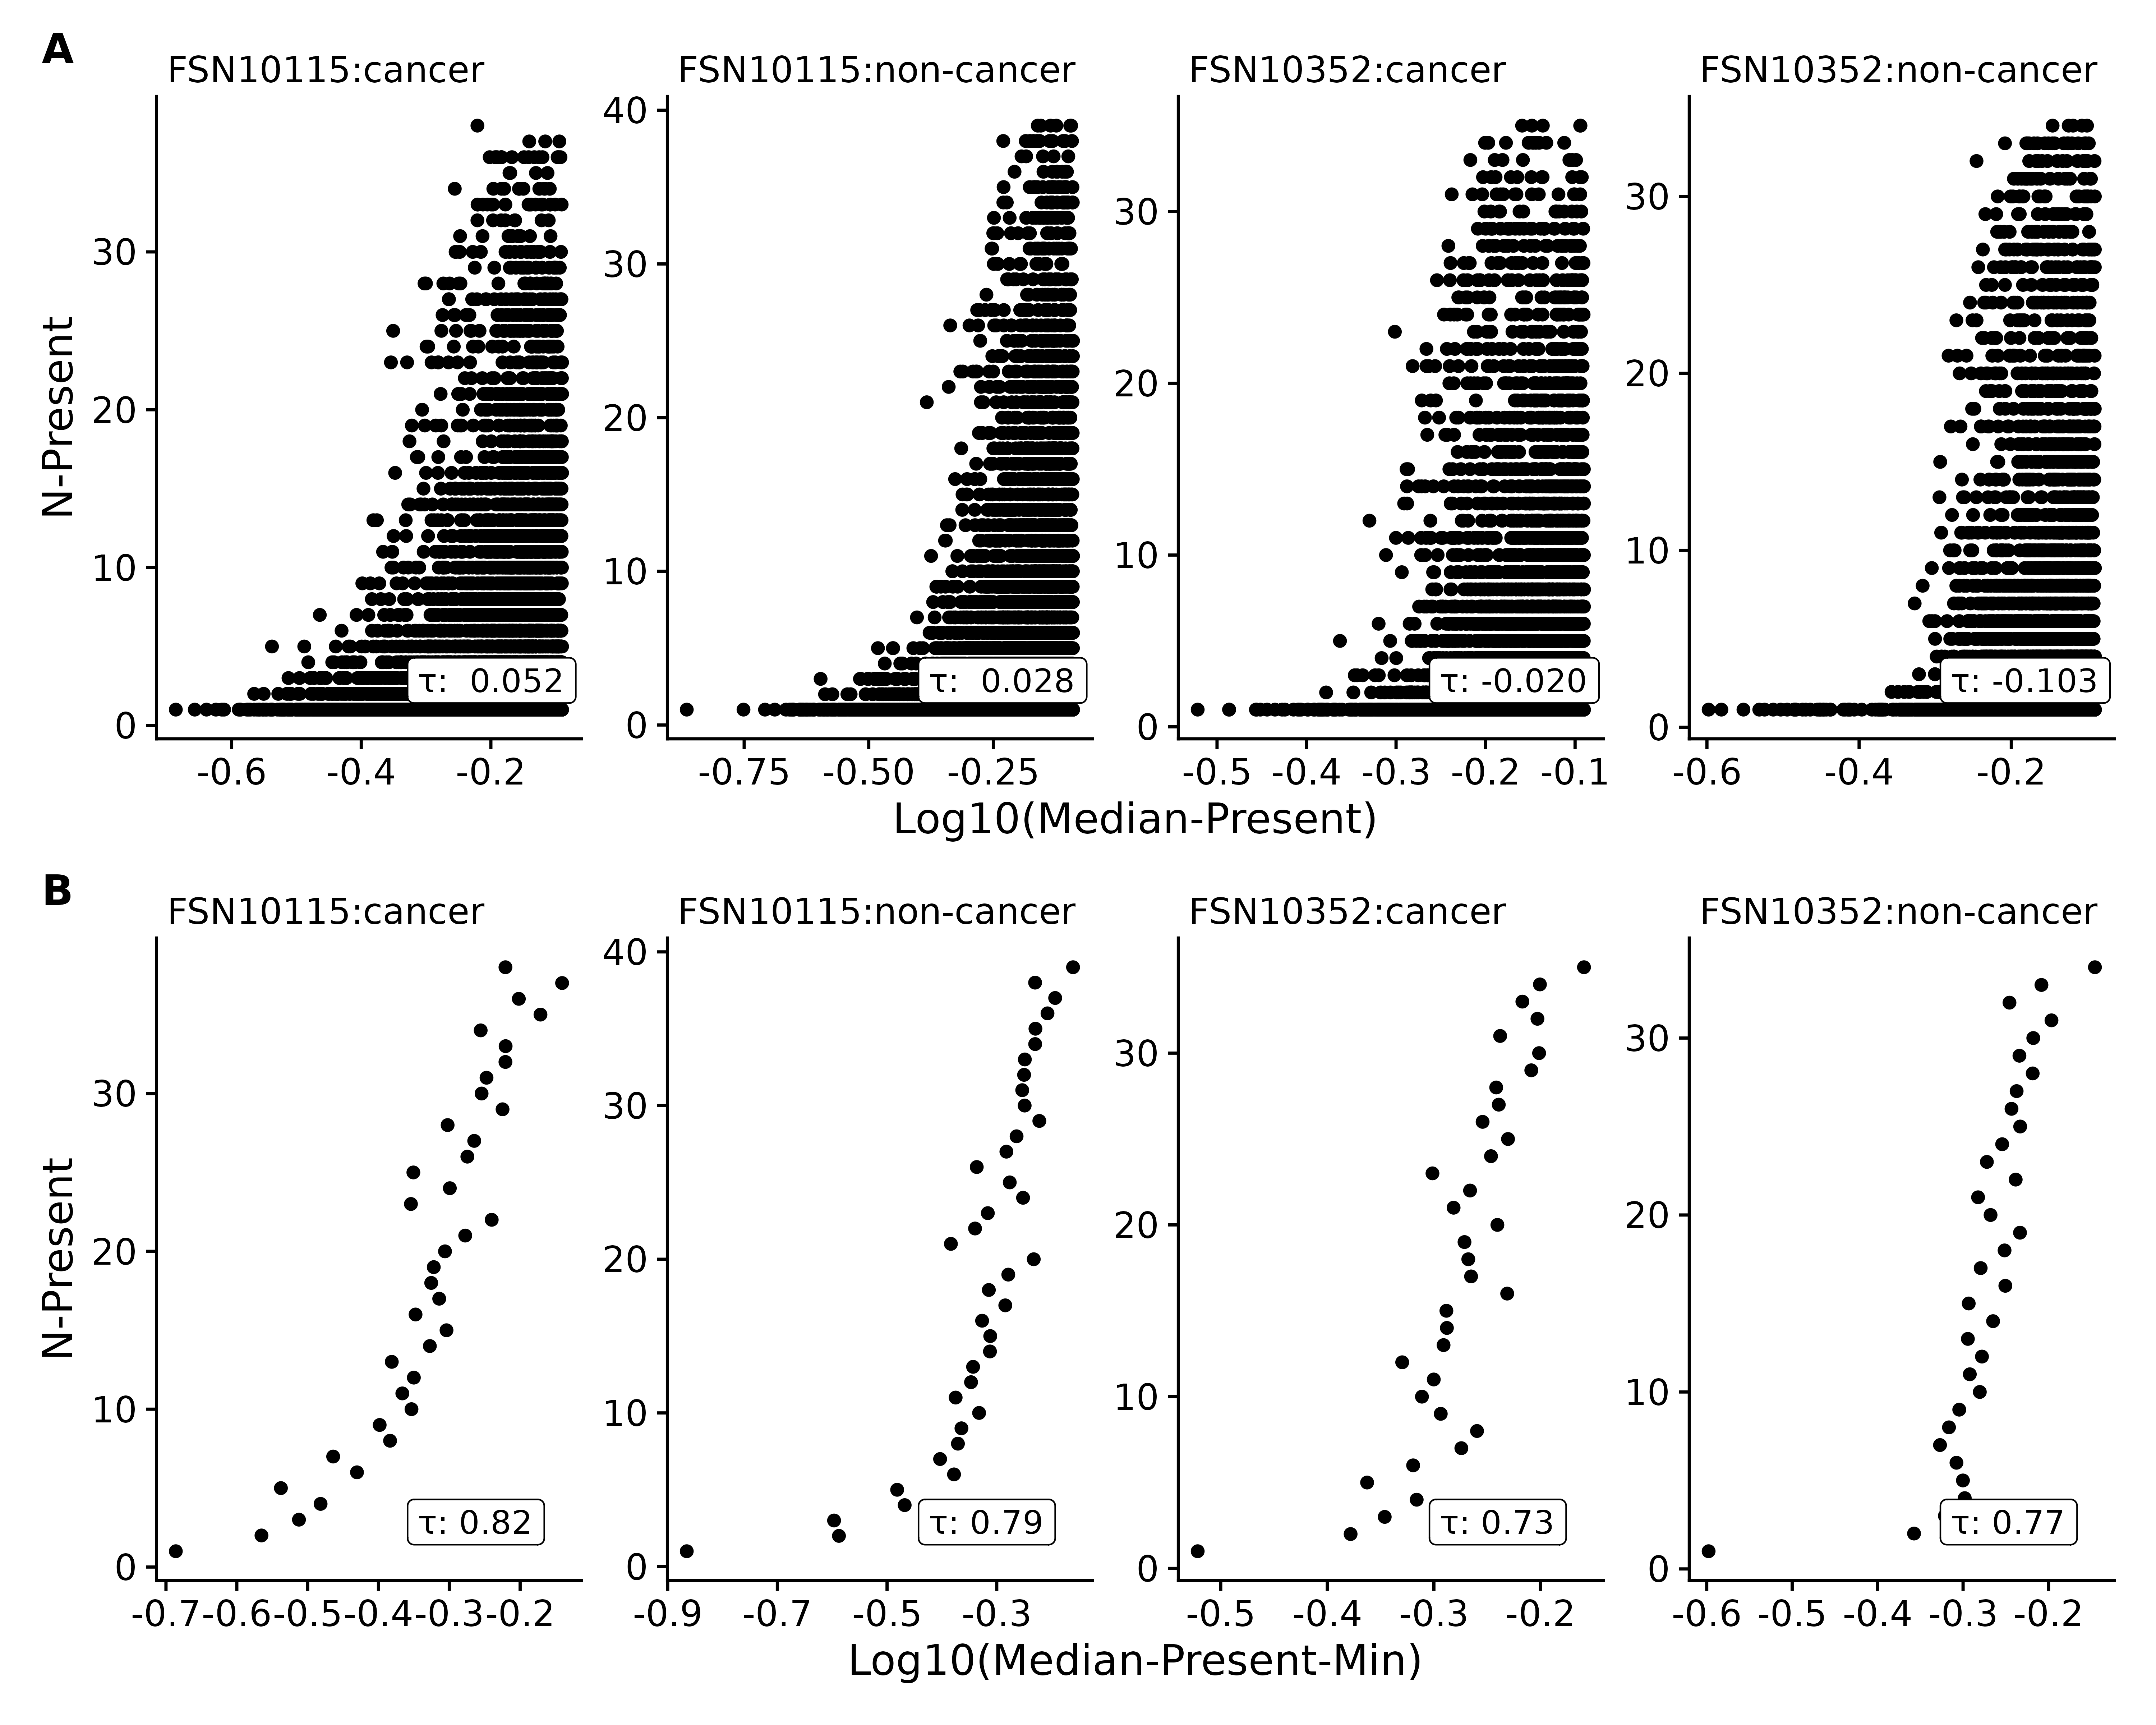 A
FSN10115:cancer FSN10115:non-cancer FSN10352:cancer FSN10352:non-cancer
N-Present
30
20
10
0
τ: 0.052
-0.6 -0.4 -0.2
40
30
20
10
0
τ: 0.028
-0.75 -0.50 -0.25
30
20
10
0
τ: -0.020
-0.5 -0.4 -0.3 -0.2 -0.1
30
20
10
0
τ: -0.103
-0.6 -0.4 -0.2
Log10(Median-Present)
B
FSN10115:cancer FSN10115:non-cancer FSN10352:cancer FSN10352:non-cancer
N-Present
30
20
10
0
τ: 0.82
-0.7 -0.6 -0.5 -0.4 -0.3 -0.2
40
30
20
10
0
τ: 0.79
-0.9 -0.7 -0.5 -0.3
30
20
10
0
τ: 0.73
-0.5 -0.4 -0.3 -0.2
30
20
10
0
τ: 0.77
-0.6 -0.5 -0.4 -0.3 -0.2
Log10(Median-Present-Min)